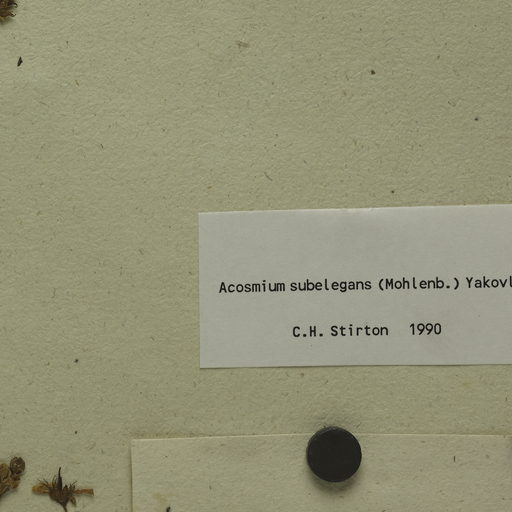 Acosmium subelegans (Mohlenb.) Yakovl
C.H. Stirton 1990